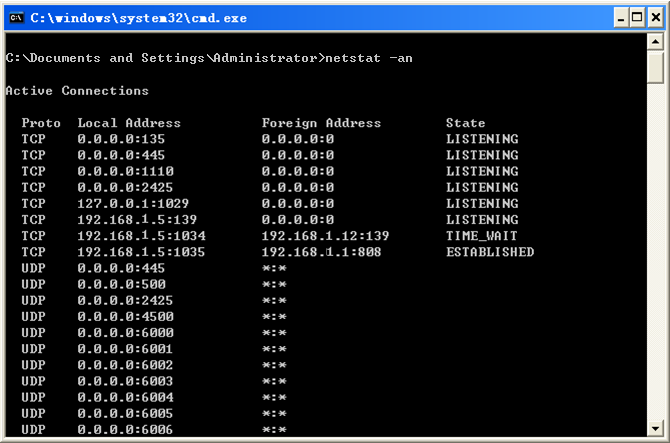 C:\windows\system32\cmd.exe
C:\Documents and Settings\Administrator>netstat -an
Active Connections
Proto Local Address Foreign Address State
TCP 0.0.0.0:135 0.0.0.0:0 LISTENING
TCP 0.0.0.0:445 0.0.0.0:0 LISTENING
TCP 0.0.0.0:1110 0.0.0.0:0 LISTENING
TCP 0.0.0.0:2425 0.0.0.0:0 LISTENING
TCP 127.0.0.1:1029 0.0.0.0:0 LISTENING
TCP 192.168.1.5:139 0.0.0.0:0 LISTENING
TCP 192.168.1.5:1034 192.168.1.12:139 TIME_WAIT
TCP 192.168.1.5:1035 192.168.1.1:808 ESTABLISHED
UDP 0.0.0.0:445 *:*
UDP 0.0.0.0:500 *:*
UDP 0.0.0.0:2425 *:*
UDP 0.0.0.0:4500 *:*
UDP 0.0.0.0:6000 *:*
UDP 0.0.0.0:6001 *:*
UDP 0.0.0.0:6002 *:*
UDP 0.0.0.0:6003 *:*
UDP 0.0.0.0:6004 *:*
UDP 0.0.0.0:6005 *:*
UDP 0.0.0.0:6006 *:*